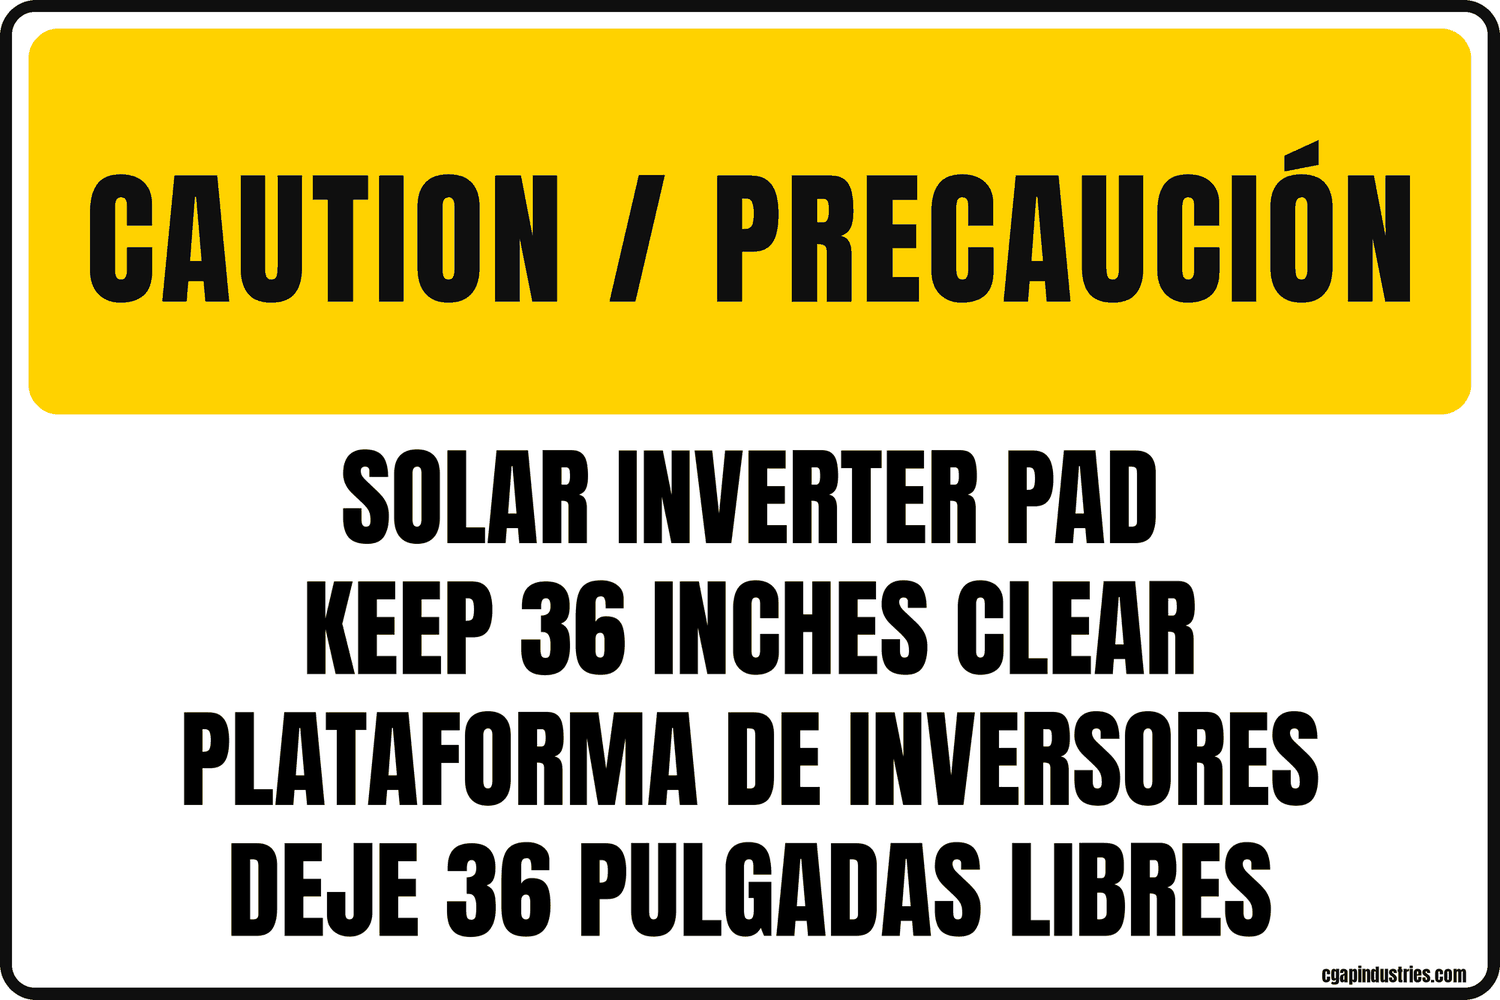 CAUTION / PRECAUCIÓN
SOLAR INVERTER PAD
KEEP 36 INCHES CLEAR
PLATAFORMA DE INVERSORES
DEJE 36 PULGADAS LIBRES
cgapindustries.com